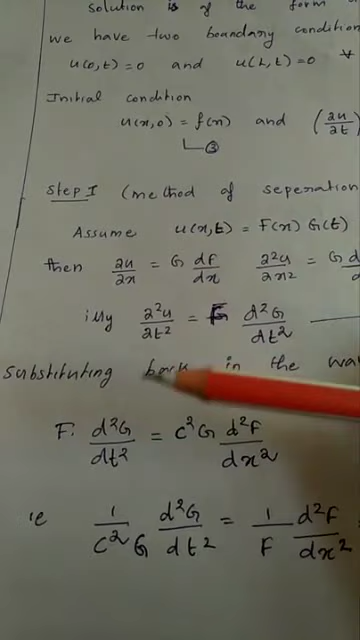 solution is of the form
we have two boundary condition
u(0,t) = 0 and u(L,t) = 0 ∀
Initial condition
u(x,0) = f(x) and (∂u/∂t
③
Step I (method of seperation
Assume u(x,t) = F(x) G(t)
then ∂u/∂x = G dF/dx ∂²u/∂x² = G d
illy ∂²u/∂t² = F d²G/dt²
substituting back in the wa
F. d²G/dt² = c² G d²F/dx²
ie 1/c²G d²G/dt² = 1/F d²F/dx²